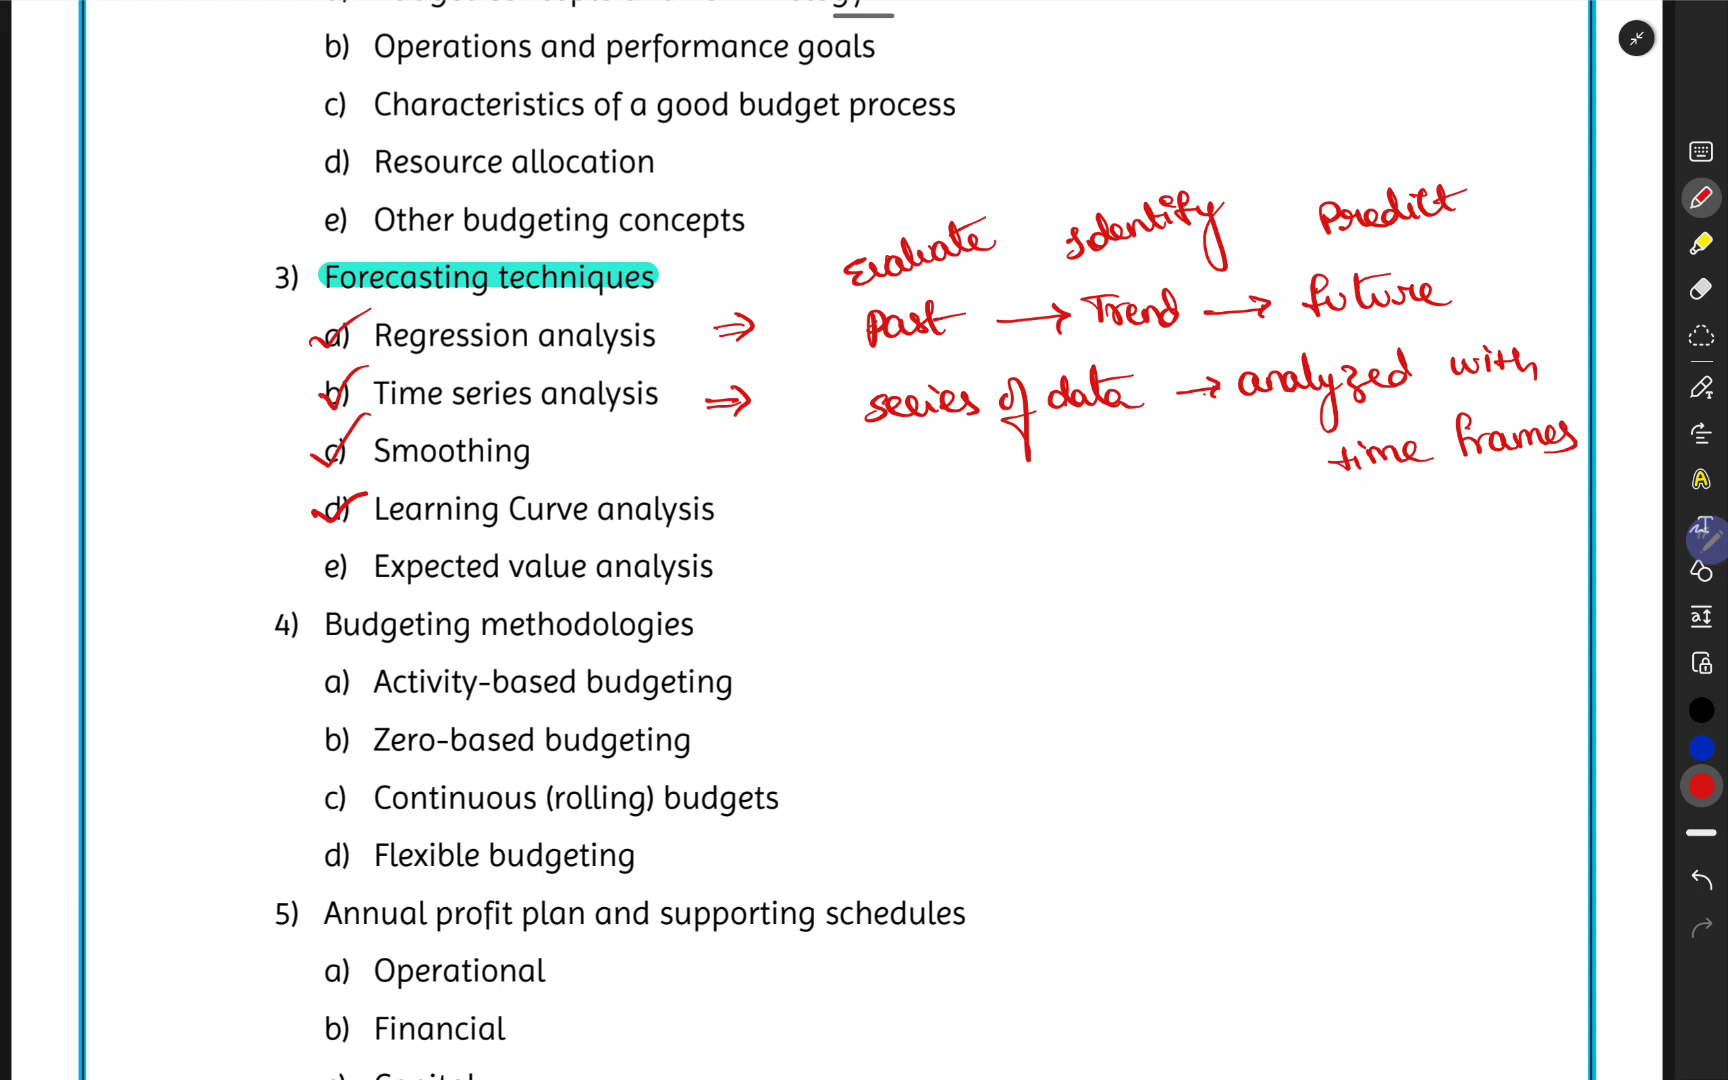 b) Operations and performance goals
c) Characteristics of a good budget process
d) Resource allocation
e) Other budgeting concepts
3) Forecasting techniques
Evaluate Identify Predict
a) Regression analysis ⇒ Past → Trend → future
b) Time series analysis ⇒ series of data → analyzed with
time frames
c) Smoothing
d) Learning Curve analysis
e) Expected value analysis
4) Budgeting methodologies
a) Activity-based budgeting
b) Zero-based budgeting
c) Continuous (rolling) budgets
d) Flexible budgeting
5) Annual profit plan and supporting schedules
a) Operational
b) Financial